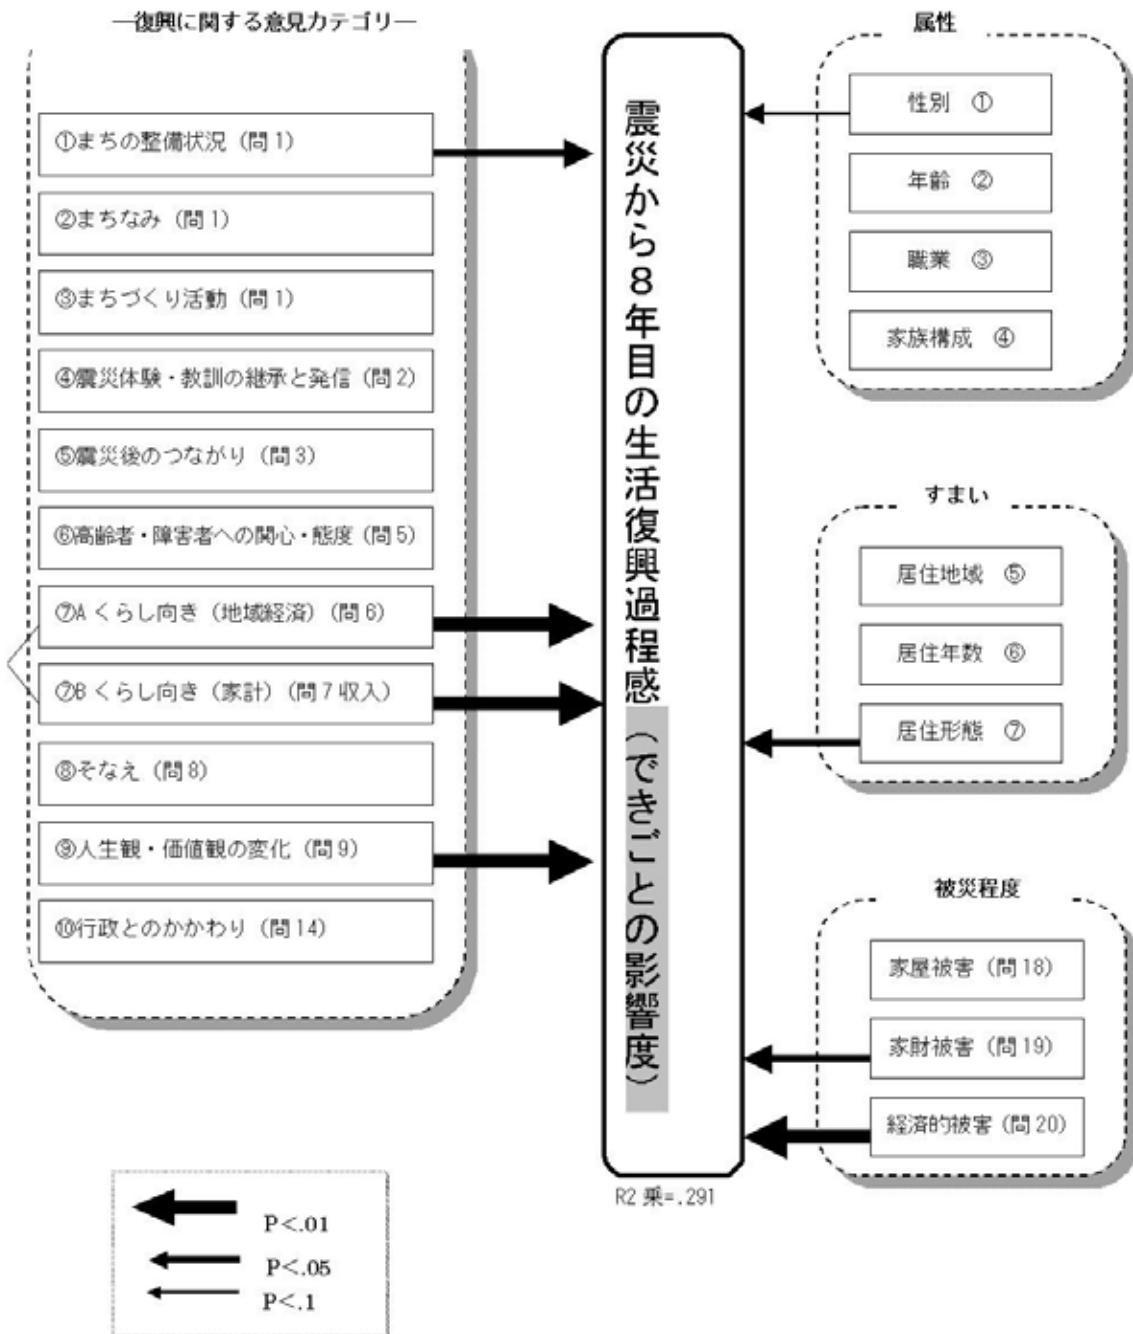 ―復興に関する意見カテゴリ―
①まちの整備状況（問1）
②まちなみ（問1）
③まちづくり活動（問1）
④震災体験・教訓の継承と発信（問2）
⑤震災後のつながり（問3）
⑥高齢者・障害者への関心・態度（問5）
⑦A くらし向き（地域経済）（問6）
⑦B くらし向き（家計）（問7収入）
⑧そなえ（問8）
⑨人生観・価値観の変化（問9）
⑩行政とのかかわり（問14）
震災から8年目の生活復興過程感（できごとの影響度）
R2 乗=.291
属性
性別 ①
年齢 ②
職業 ③
家族構成 ④
すまい
居住地域 ⑤
居住年数 ⑥
居住形態 ⑦
被災程度
家屋被害（問18）
家財被害（問19）
経済的被害（問20）
P<.01
P<.05
P<.1